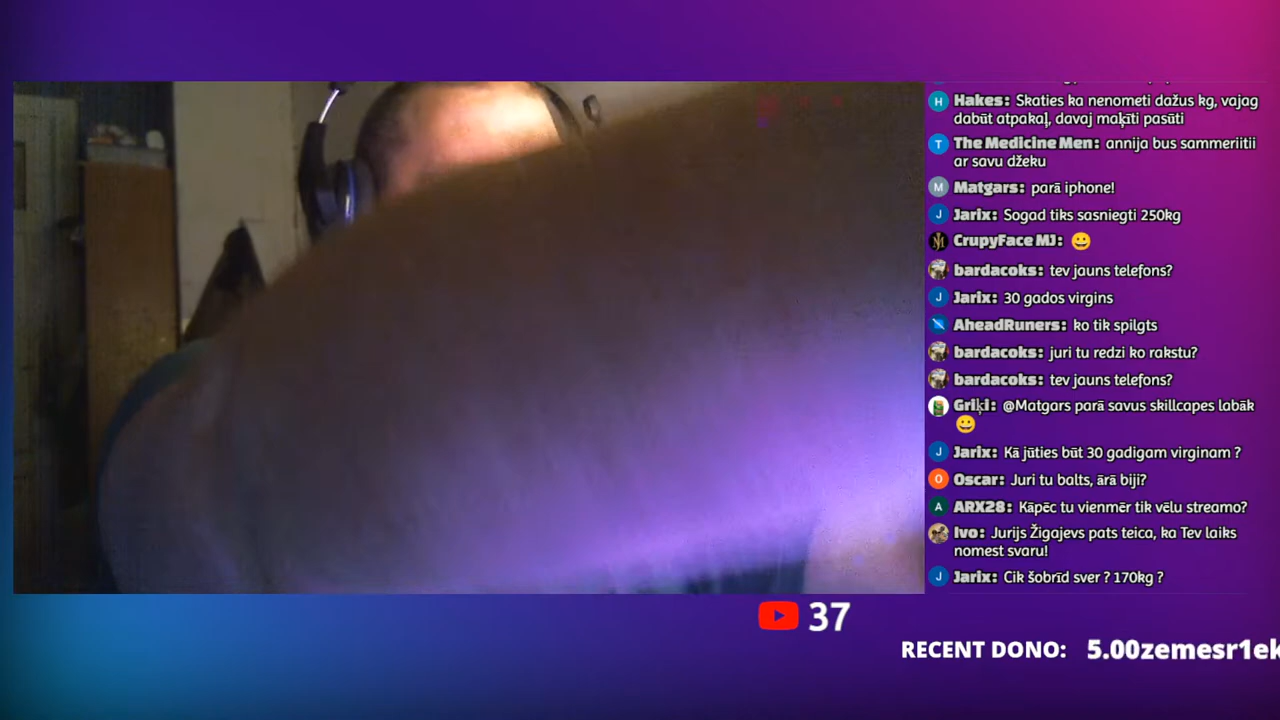 Hakes: Skaties ka nenometi dažus kg, vajag
dabūt atpakaļ, davaj maķīti pasūti
The Medicine Men: annija bus sammeriitii
ar savu džeku
Matgars: parā iphone!
Jarix: Sogad tiks sasniegti 250kg
CrupyFace MJ: 😀
bardacoks: tev jauns telefons?
Jarix: 30 gados virgins
AheadRuners: ko tik spilgts
bardacoks: juri tu redzi ko rakstu?
bardacoks: tev jauns telefons?
Griķi: @Matgars parā savus skillcapes labāk
😀
Jarix: Kā jūties būt 30 gadigam virginam ?
Oscar: Juri tu balts, ārā biji?
ARX28: Kāpēc tu vienmēr tik vēlu streamo?
Ivo: Jurijs Žigajevs pats teica, ka Tev laiks
nomest svaru!
Jarix: Cik šobrīd sver ? 170kg ?
37
RECENT DONO: 5.00zemesr1ek